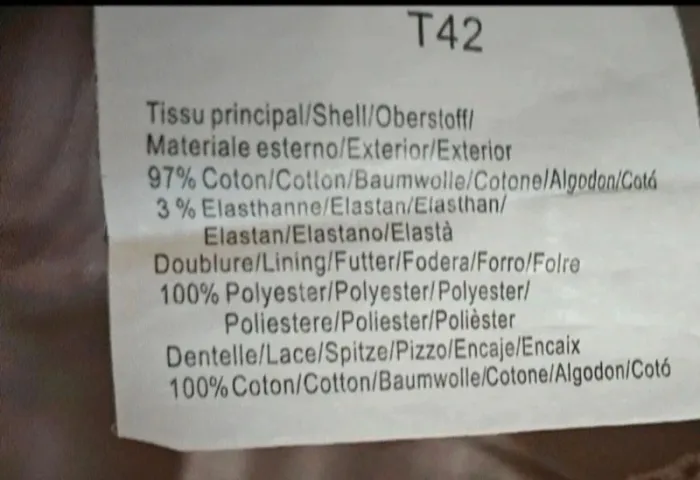 T42
Tissu principal/Shell/Oberstoff/
Materiale esterno/Exterior/Exterior
97% Coton/Cotton/Baumwolle/Cotone/Algodon/Cotó
3 % Elasthanne/Elastan/Elasthan/
Elastan/Elastano/Elastà
Doublure/Lining/Futter/Fodera/Forro/Folre
100% Polyester/Polyester/Polyester/
Poliestere/Poliester/Polièster
Dentelle/Lace/Spitze/Pizzo/Encaje/Encaix
100% Coton/Cotton/Baumwolle/Cotone/Algodon/Cotó